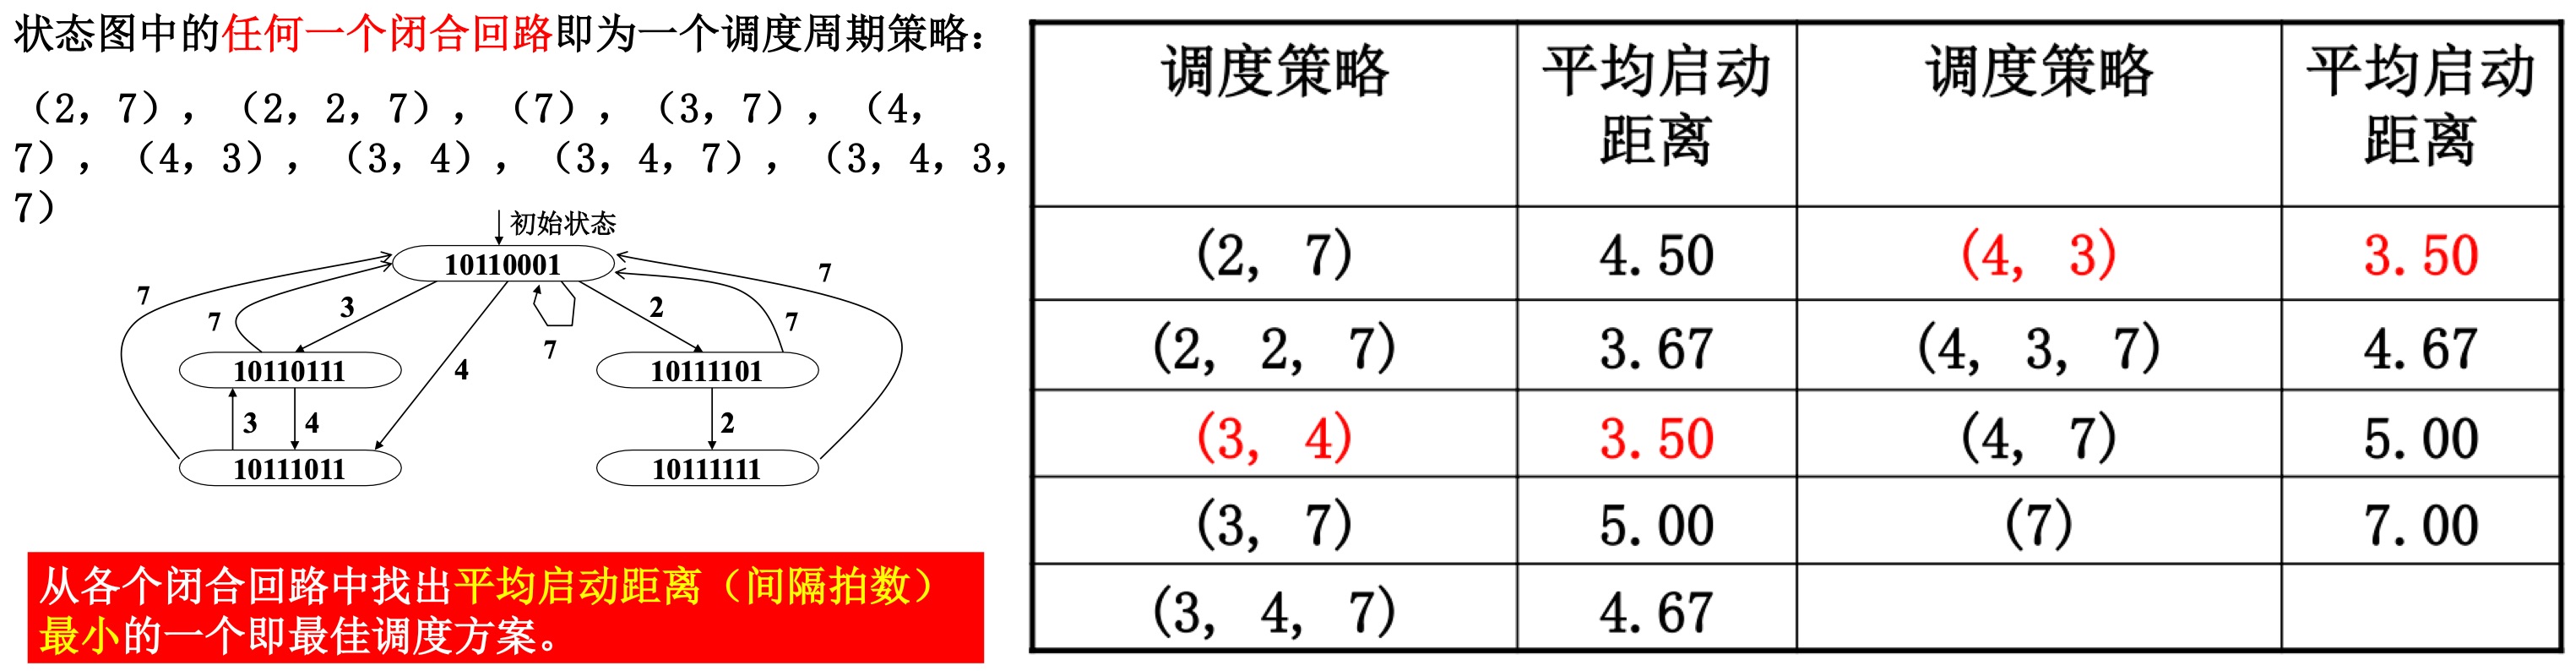 状态图中的任何一个闭合回路即为一个调度周期策略：
（2，7），（2，2，7），（7），（3，7），（4，
7），（4，3），（3，4），（3，4，7），（3，4，3，
7）
初始状态
10110001
7
7
7
3
2
7
7
4
10110111
10111101
3
4
2
10111011
10111111
从各个闭合回路中找出平均启动距离（间隔拍数）
最小的一个即最佳调度方案。
调度策略 平均启动 调度策略 平均启动
距离 距离
(2, 7) 4.50 (4, 3) 3.50
(2, 2, 7) 3.67 (4, 3, 7) 4.67
(3, 4) 3.50 (4, 7) 5.00
(3, 7) 5.00 (7) 7.00
(3, 4, 7) 4.67